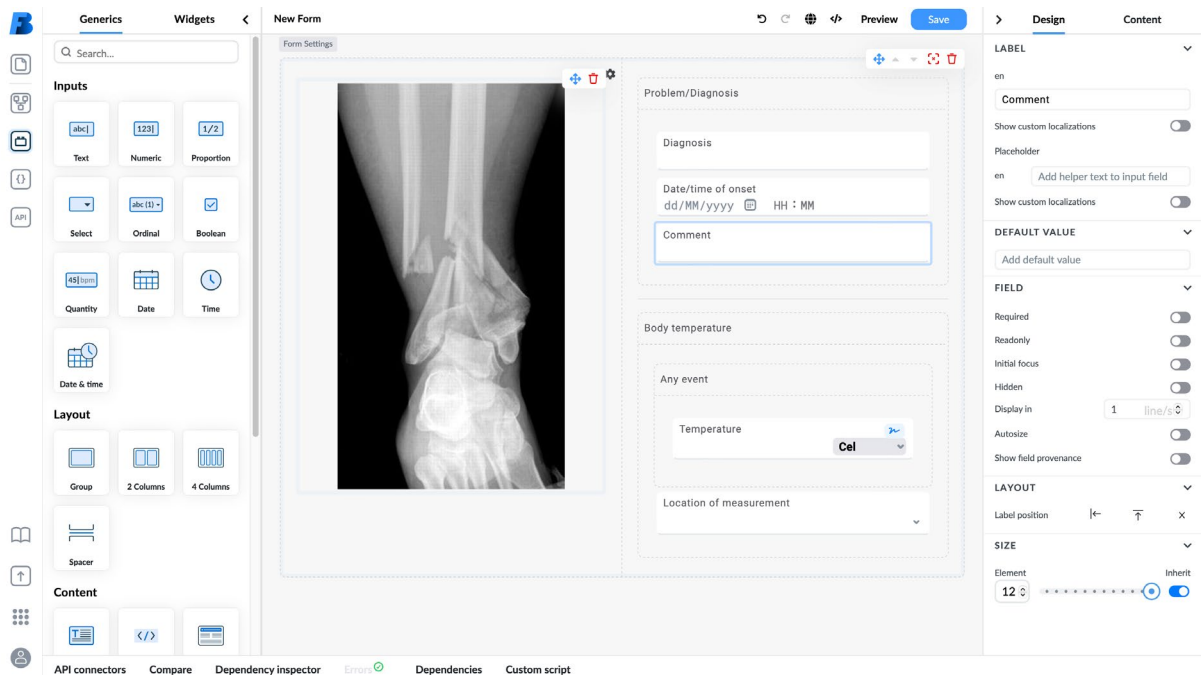 Generics Widgets
Search...
Inputs
abc|
123|
1/2
Text Numeric Proportion
abc (1)
Select Ordinal Boolean
45| bpm
Quantity Date Time
Date & time
Layout
Group 2 Columns 4 Columns
Spacer
Content
T
</>
{}
API
New Form
</> Preview Save
Form Settings
Problem/Diagnosis
Diagnosis
Date/time of onset
dd/MM/yyyy HH : MM
Comment
Body temperature
Any event
Temperature
Cel
Location of measurement
Design Content
LABEL
en
Comment
Show custom localizations
Placeholder
en Add helper text to input field
Show custom localizations
DEFAULT VALUE
Add default value
FIELD
Required
Readonly
Initial focus
Hidden
Display in 1 line/s
Autosize
Show field provenance
LAYOUT
Label position
SIZE
Element Inherit
12
API connectors Compare Dependency inspector Errors Dependencies Custom script